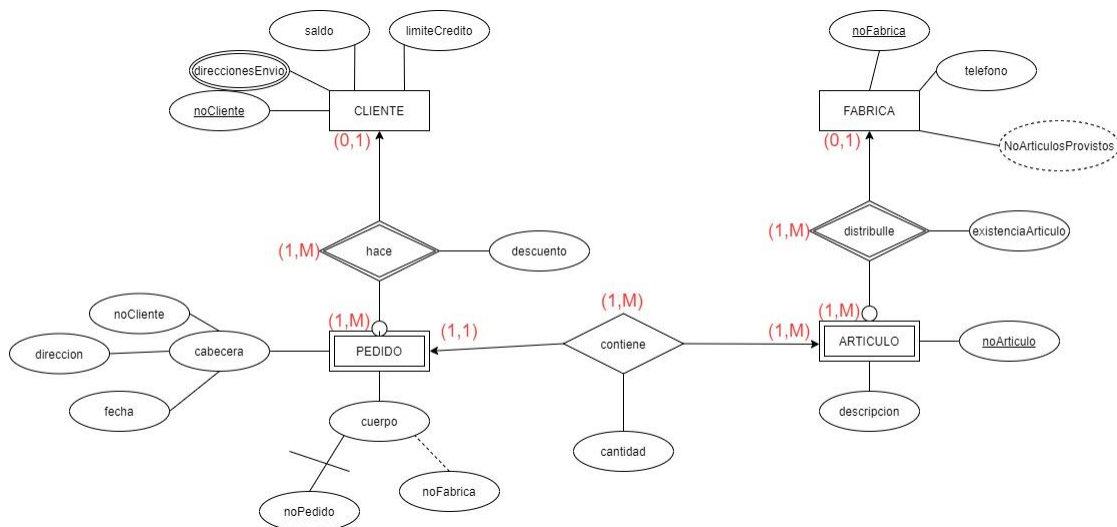 saldo
limiteCredito
direccionesEnvio
noCliente
CLIENTE
(0,1)
noFabrica
telefono
FABRICA
(0,1)
NoArticulosProvistos
(1,M)
hace
descuento
(1,M)
distribulle
existenciaArticulo
noCliente
direccion
cabecera
fecha
(1,M)
PEDIDO
(1,1)
(1,M)
contiene
(1,M)
(1,M)
ARTICULO
noArticulo
descripcion
cuerpo
cantidad
noPedido
noFabrica